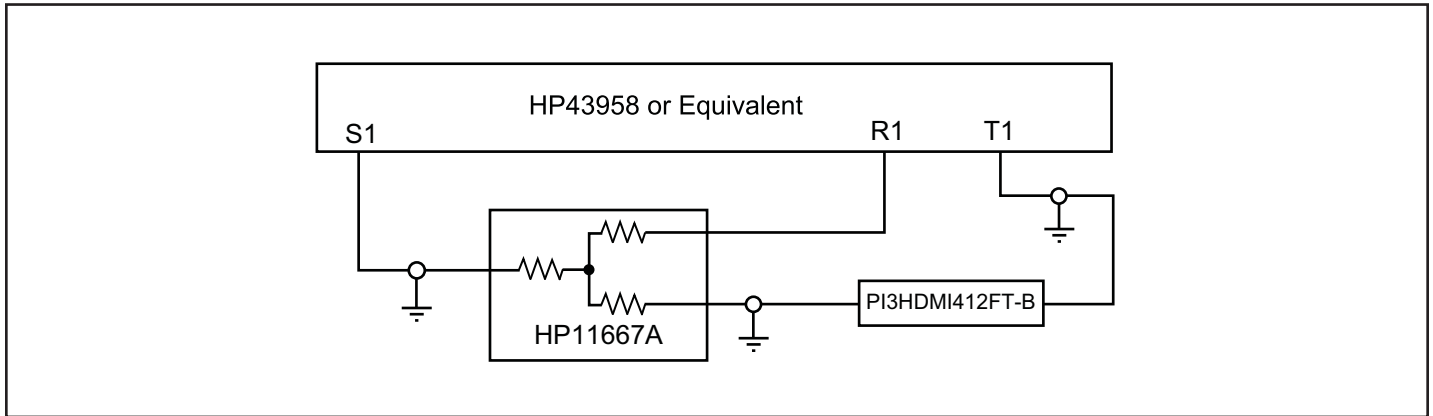 HP43958 or Equivalent
S1
R1
T1
PI3HDMI412FT-B
HP11667A